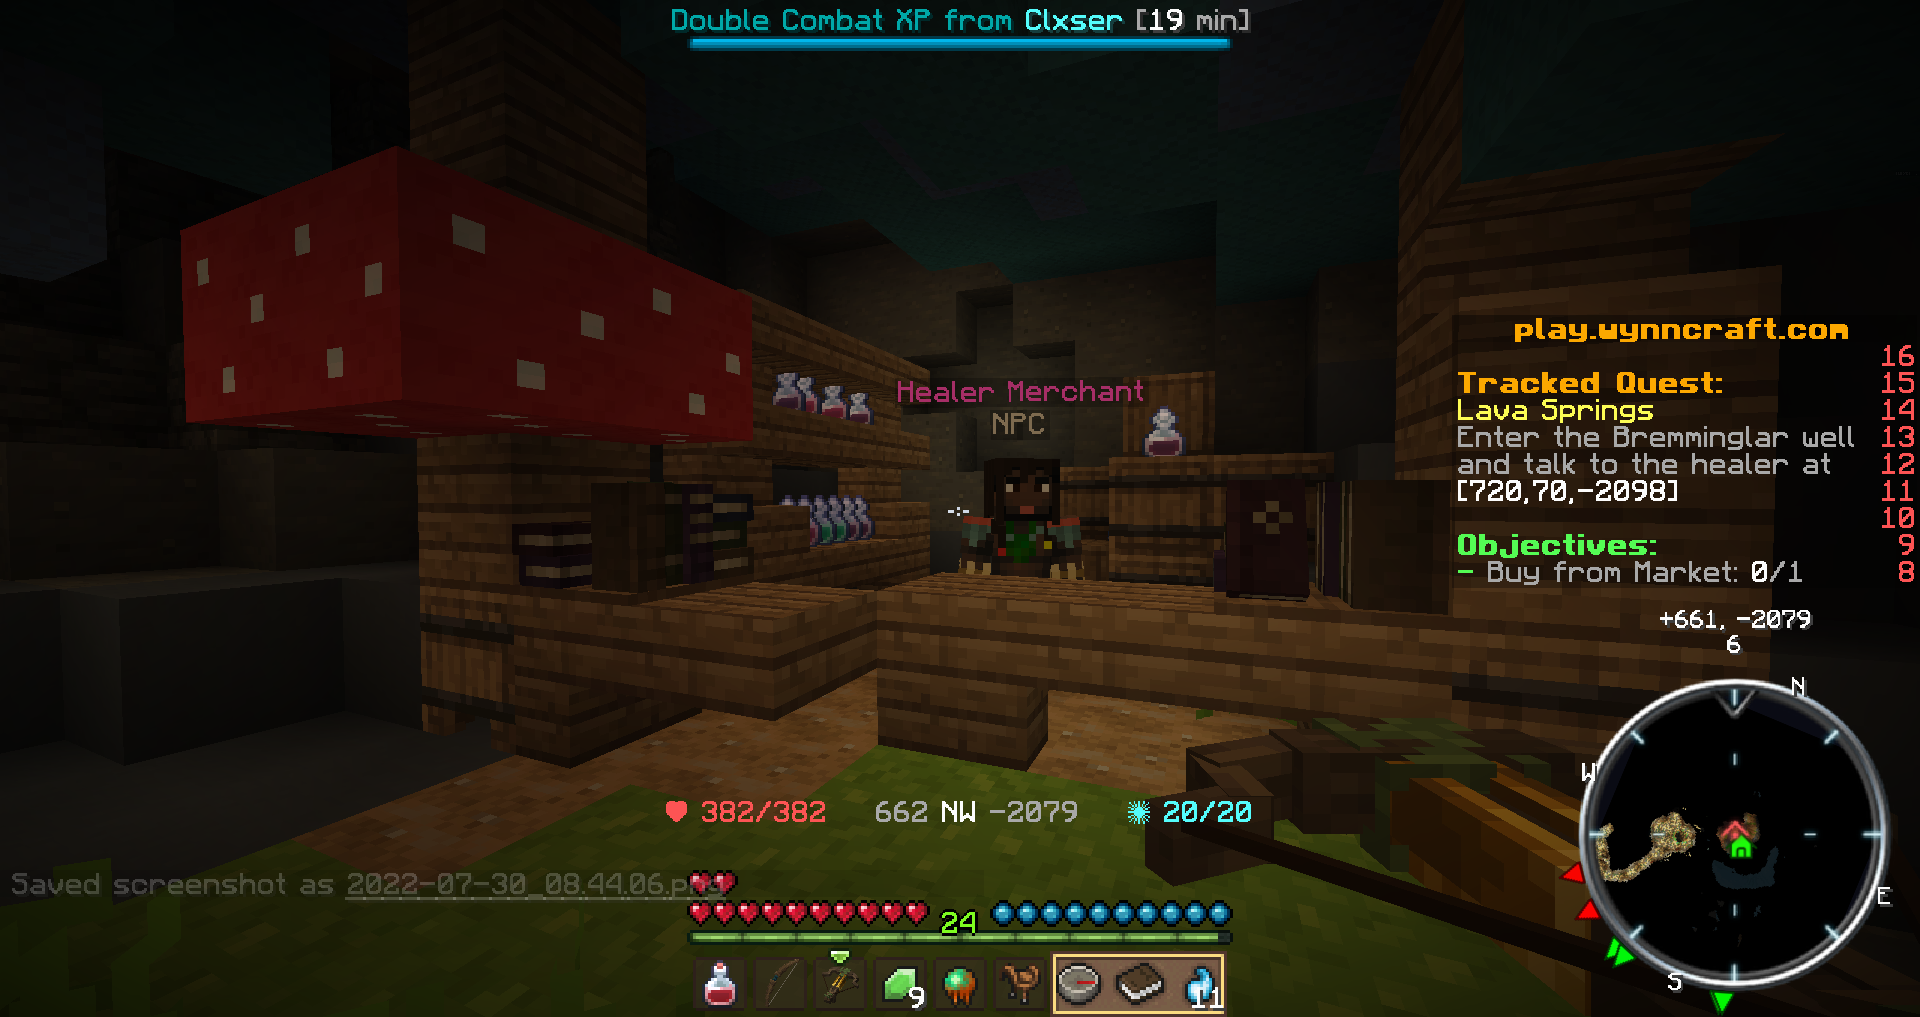 Double Combat XP from Clxser [19 min]
Healer Merchant
NPC
play.wynncraft.com
16
Tracked Quest: 15
Lava Springs 14
Enter the Bremminglar well 13
and talk to the healer at 12
[720,70,-2098] 11
10
Objectives: 9
- Buy from Market: 0/1 8
+661, -2079
6
N
W
E
S
382/382 662 NW -2079 20/20
Saved screenshot as 2022-07-30_08.44.06.png
24
9
11